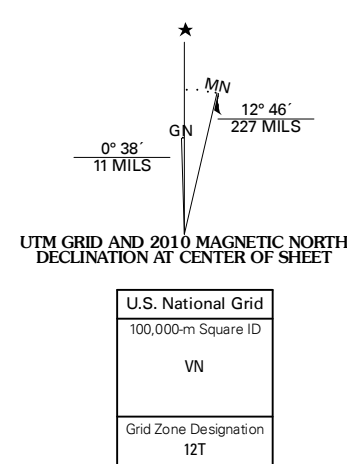 MN
GN
12° 46´
227 MILS
0° 38´
11 MILS
UTM GRID AND 2010 MAGNETIC NORTH
DECLINATION AT CENTER OF SHEET
U.S. National Grid
100,000-m Square ID
VN
Grid Zone Designation
12T